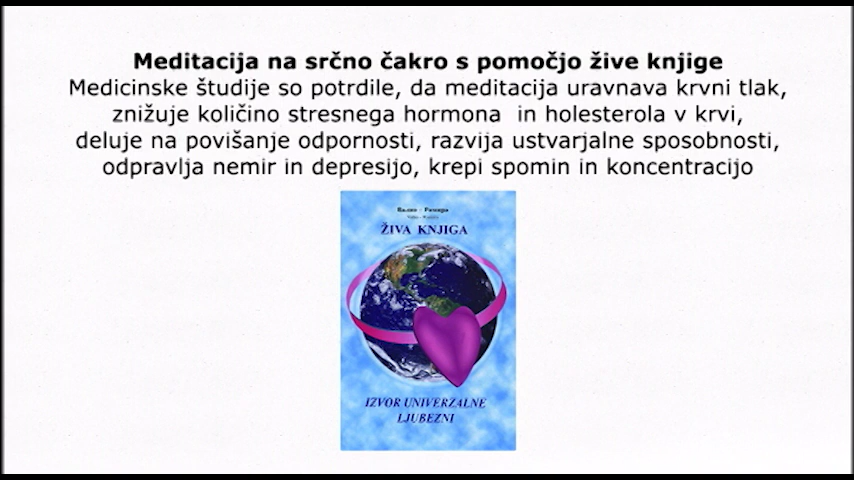 Meditacija na srčno čakro s pomočjo žive knjige
Medicinske študije so potrdile, da meditacija uravnava krvni tlak,
znižuje količino stresnega hormona in holesterola v krvi,
deluje na povišanje odpornosti, razvija ustvarjalne sposobnosti,
odpravlja nemir in depresijo, krepi spomin in koncentracijo
ŽIVA KNJIGA
IZVOR UNIVERZALNE
LJUBEZNI